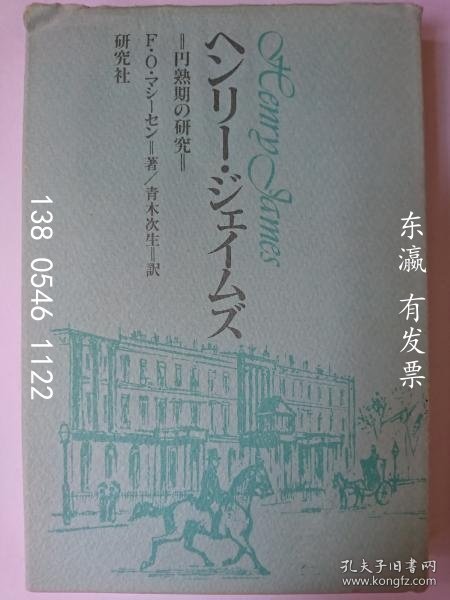 Henry James
ヘンリー・ジェイムズ
=円熟期の研究=
F・O・マシーセン=著/青木次生=訳
研究社
东瀛 有发票
138 0546 1122
孔夫子旧书网
www.kongfz.com